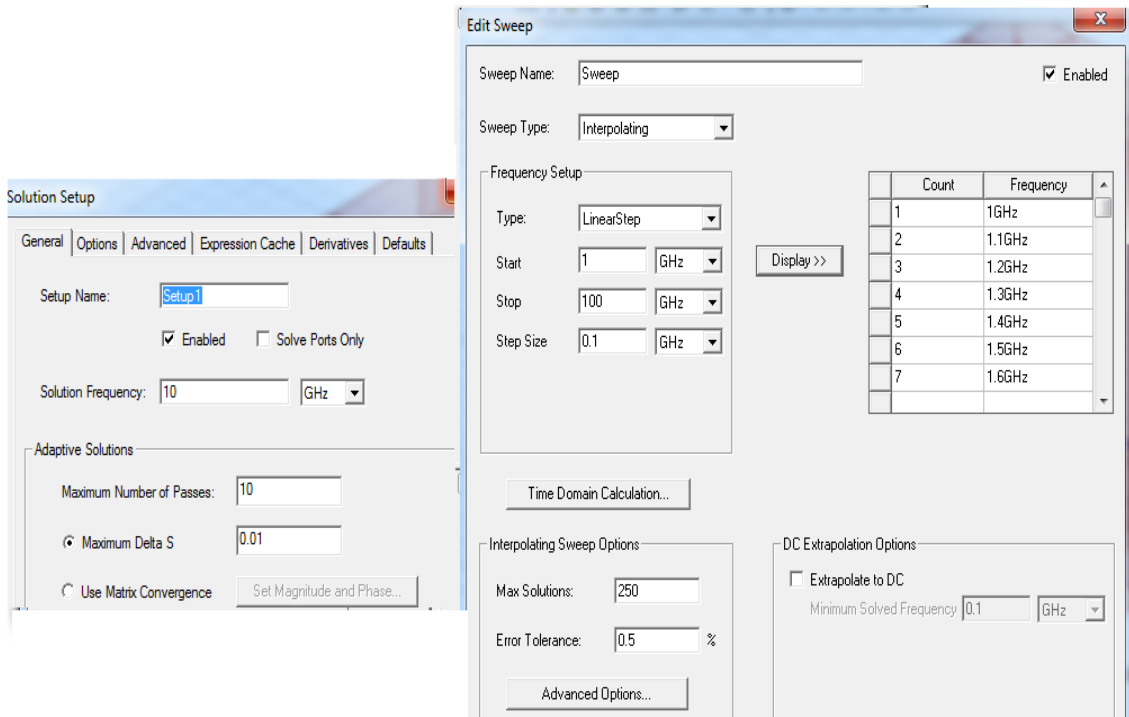 Solution Setup
General Options Advanced Expression Cache Derivatives Defaults
Setup Name: Setup1
Enabled Solve Ports Only
Solution Frequency: 10 GHz
Adaptive Solutions
Maximum Number of Passes: 10
Maximum Delta S 0.01
Use Matrix Convergence Set Magnitude and Phase...
Edit Sweep
X
Sweep Name: Sweep Enabled
Sweep Type: Interpolating
Frequency Setup
Type: LinearStep
Start 1 GHz
Stop 100 GHz
Step Size 0.1 GHz
Display >>
Count Frequency
1 1GHz
2 1.1GHz
3 1.2GHz
4 1.3GHz
5 1.4GHz
6 1.5GHz
7 1.6GHz
Time Domain Calculation...
Interpolating Sweep Options
Max Solutions: 250
Error Tolerance: 0.5 %
Advanced Options...
DC Extrapolation Options
Extrapolate to DC
Minimum Solved Frequency 0.1 GHz